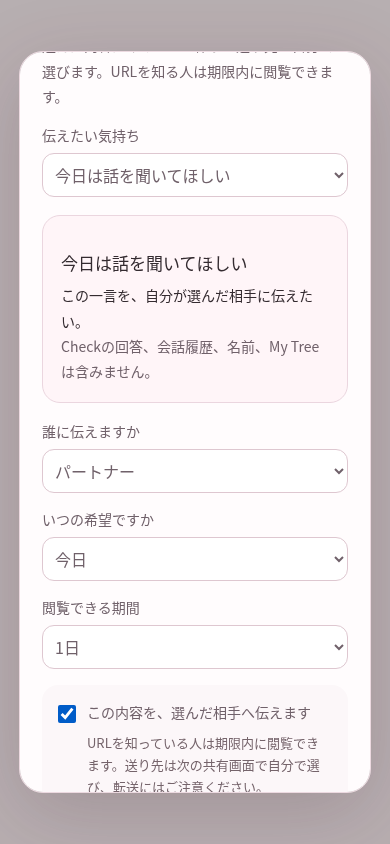 選びます。URLを知る人は期限内に閲覧できま
す。
伝えたい気持ち
今日は話を聞いてほしい
今日は話を聞いてほしい
この一言を、自分が選んだ相手に伝えた
い。
Checkの回答、会話履歴、名前、My Tree
は含みません。
誰に伝えますか
パートナー
いつの希望ですか
今日
閲覧できる期間
1日
この内容を、選んだ相手へ伝えます
URLを知っている人は期限内に閲覧でき
ます。送り先は次の共有画面で自分で選
び、転送にはご注意ください。